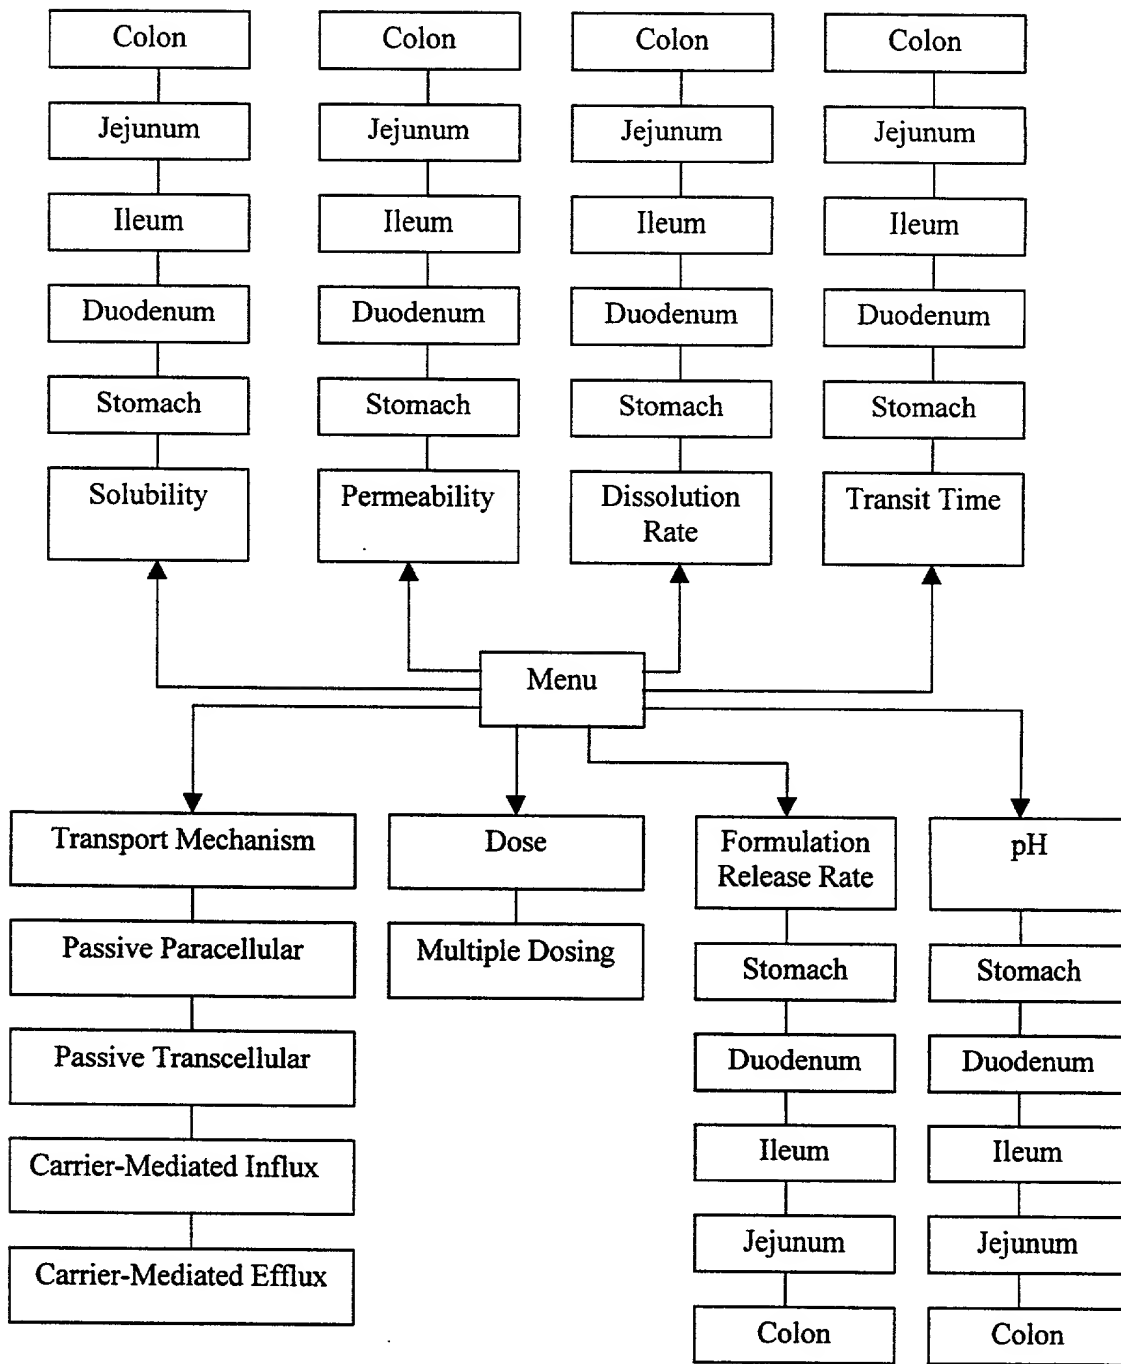 Colon
Colon
Colon
Colon
Jejunum
Jejunum
Jejunum
Jejunum
Ileum
Ileum
Ileum
Ileum
Duodenum
Duodenum
Duodenum
Duodenum
Stomach
Stomach
Stomach
Stomach
Solubility
Permeability
Dissolution
Rate
Transit Time
Menu
Transport Mechanism
Dose
Formulation
Release Rate
pH
Passive Paracellular
Multiple Dosing
Stomach
Stomach
Passive Transcellular
Duodenum
Duodenum
Carrier-Mediated Influx
Ileum
Ileum
Carrier-Mediated Efflux
Jejunum
Jejunum
Colon
Colon